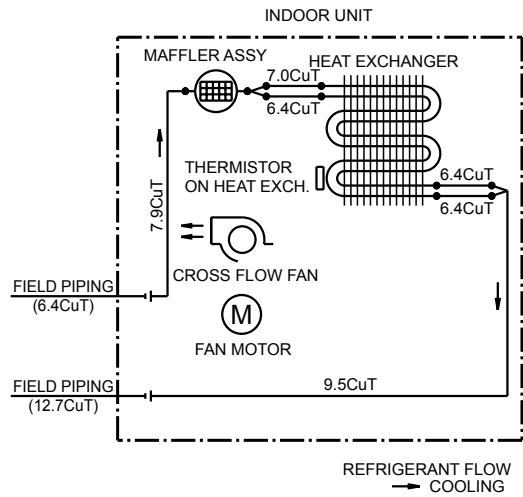 INDOOR UNIT
MAFFLER ASSY
HEAT EXCHANGER
7.0CuT
6.4CuT
THERMISTOR
ON HEAT EXCH.
6.4CuT
6.4CuT
7.9CuT
CROSS FLOW FAN
FIELD PIPING
(6.4CuT)
M
FAN MOTOR
FIELD PIPING
(12.7CuT)
9.5CuT
REFRIGERANT FLOW
COOLING